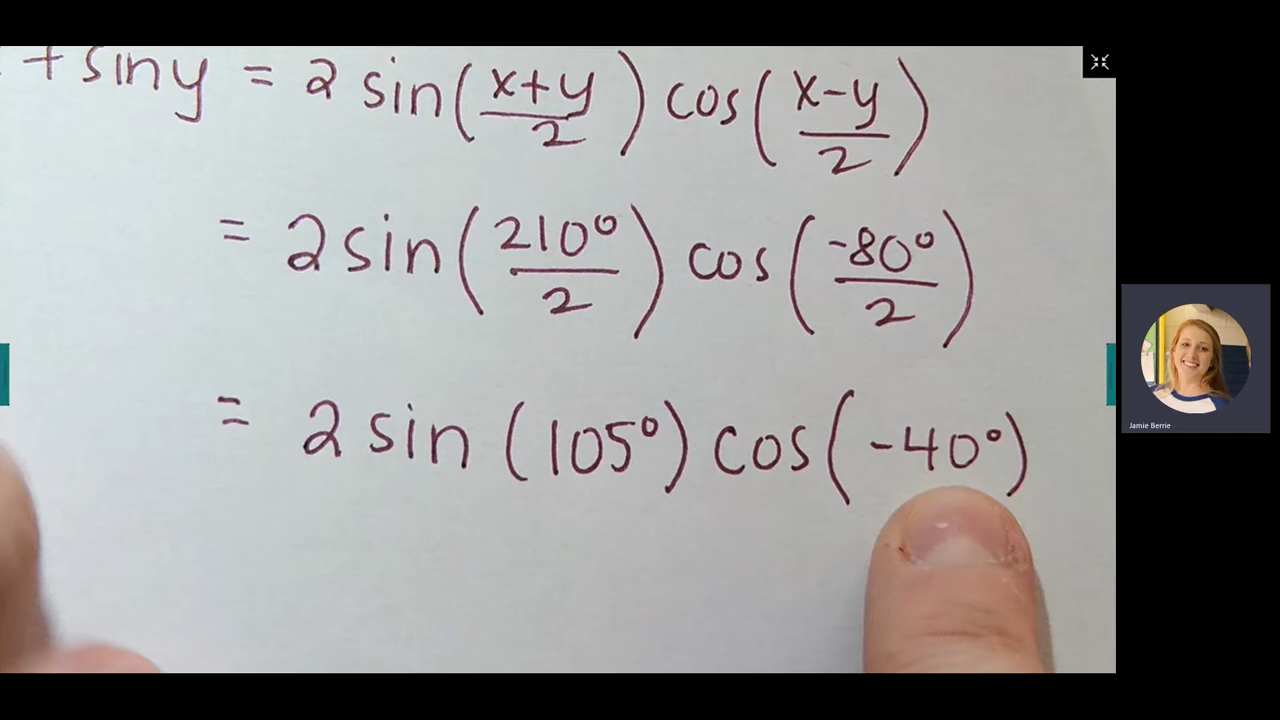 + sin y = 2 sin(x+y/2) cos(x-y/2)
= 2 sin(210°/2) cos(-80°/2)
= 2 sin (105°) cos(-40°)
Jamie Berrie